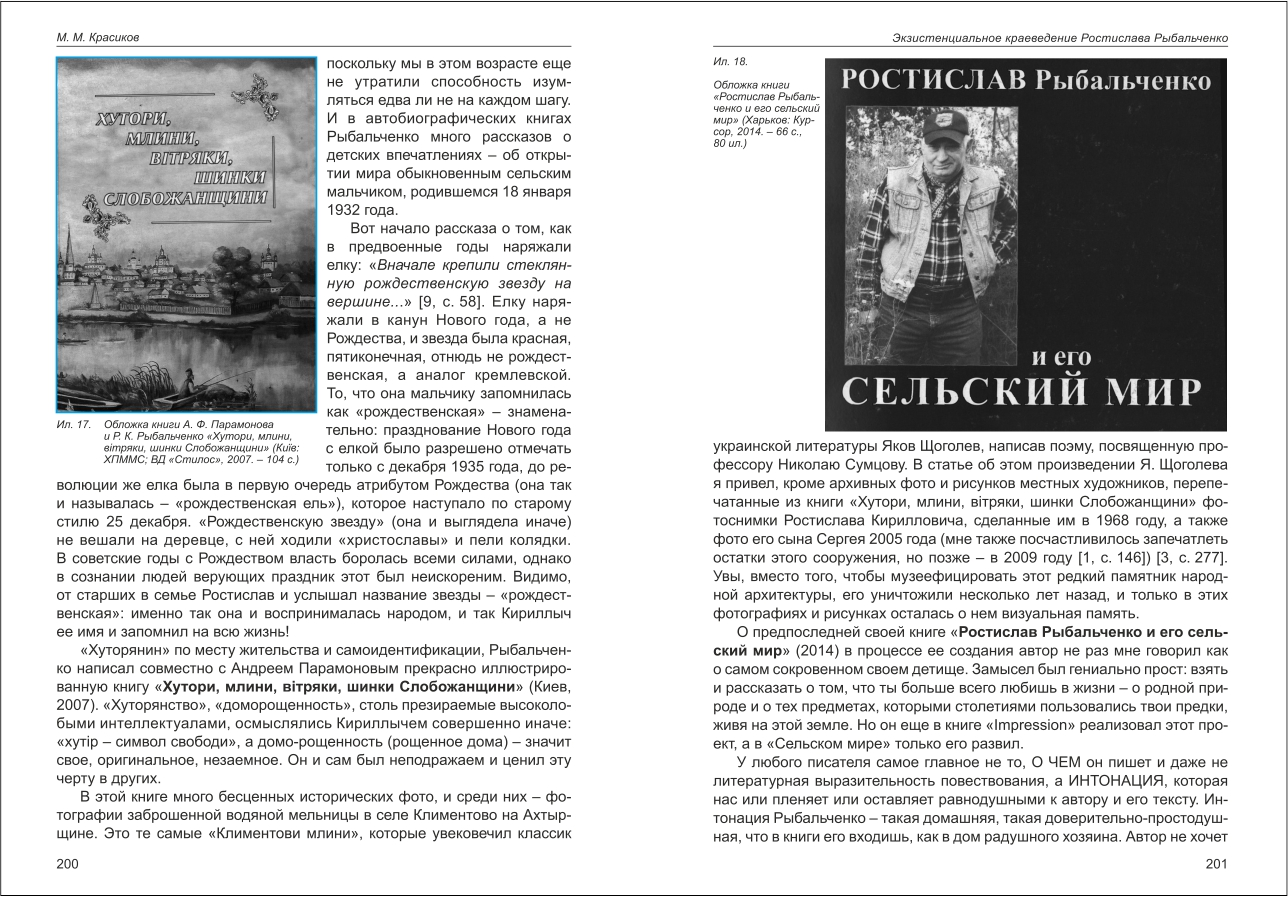 М. М. Красиков
ХУТОРИ,
МЛИНИ,
ВІТРЯКИ,
ШИНКИ
СЛОБОЖАНЩИНИ
Ил. 17. Обложка книги А. Ф. Парамонова
и Р. К. Рыбальченко «Хутори, млини,
вітряки, шинки Слобожанщини» (Київ:
ХПММС; ВД «Стилос», 2007. – 104 с.)
поскольку мы в этом возрасте еще
не утратили способность изум-
ляться едва ли не на каждом шагу.
И в автобиографических книгах
Рыбальченко много рассказов о
детских впечатлениях – об откры-
тии мира обыкновенным сельским
мальчиком, родившемся 18 января
1932 года.
Вот начало рассказа о том, как
в предвоенные годы наряжали
елку: «Вначале крепили стеклян-
ную рождественскую звезду на
вершине…» [9, с. 58]. Елку наря-
жали в канун Нового года, а не
Рождества, и звезда была красная,
пятиконечная, отнюдь не рождест-
венская, а аналог кремлевской.
То, что она мальчику запомнилась
как «рождественская» – знамена-
тельно: празднование Нового года
с елкой было разрешено отмечать
только с декабря 1935 года, до ре-
волюции же елка была в первую очередь атрибутом Рождества (она так
и называлась – «рождественская ель»), которое наступало по старому
стилю 25 декабря. «Рождественскую звезду» (она и выглядела иначе)
не вешали на деревце, с ней ходили «христославы» и пели колядки.
В советские годы с Рождеством власть боролась всеми силами, однако
в сознании людей верующих праздник этот был неискореним. Видимо,
от старших в семье Ростислав и услышал название звезды – «рождест-
венская»: именно так она и воспринималась народом, и так Кириллыч
ее имя и запомнил на всю жизнь!
«Хуторянин» по месту жительства и самоидентификации, Рыбальчен-
ко написал совместно с Андреем Парамоновым прекрасно иллюстриро-
ванную книгу «Хутори, млини, вітряки, шинки Слобожанщини» (Киев,
2007). «Хуторянство», «доморощенность», столь презираемые высоколо-
быми интеллектуалами, осмыслялись Кириллычем совершенно иначе:
«хутір – символ свободи», а домо-рощенность (рощенное дома) – значит
свое, оригинальное, незаемное. Он и сам был неподражаем и ценил эту
черту в других.
В этой книге много бесценных исторических фото, и среди них – фо-
тографии заброшенной водяной мельницы в селе Климентово на Ахтыр-
щине. Это те самые «Климентови млини», которые увековечил классик
200
Экзистенциальное краеведение Ростислава Рыбальченко
Ил. 18.
Обложка книги
«Ростислав Рыбаль-
ченко и его сельский
мир» (Харьков: Кур-
сор, 2014. – 66 с.,
80 ил.)
РОСТИСЛАВ Рыбальченко
и его
СЕЛЬСКИЙ МИР
украинской литературы Яков Щоголев, написав поэму, посвященную про-
фессору Николаю Сумцову. В статье об этом произведении Я. Щоголева
я привел, кроме архивных фото и рисунков местных художников, перепе-
чатанные из книги «Хутори, млини, вітряки, шинки Слобожанщини» фо-
тоснимки Ростислава Кирилловича, сделанные им в 1968 году, а также
фото его сына Сергея 2005 года (мне также посчастливилось запечатлеть
остатки этого сооружения, но позже – в 2009 году [1, с. 146]) [3, с. 277].
Увы, вместо того, чтобы музеефицировать этот редкий памятник народ-
ной архитектуры, его уничтожили несколько лет назад, и только в этих
фотографиях и рисунках осталась о нем визуальная память.
О предпоследней своей книге «Ростислав Рыбальченко и его сель-
ский мир» (2014) в процессе ее создания автор не раз мне говорил как
о самом сокровенном своем детище. Замысел был гениально прост: взять
и рассказать о том, что ты больше всего любишь в жизни – о родной при-
роде и о тех предметах, которыми столетиями пользовались твои предки,
живя на этой земле. Но он еще в книге «Impression» реализовал этот про-
ект, а в «Сельском мире» только его развил.
У любого писателя самое главное не то, О ЧЕМ он пишет и даже не
литературная выразительность повествования, а ИНТОНАЦИЯ, которая
нас или пленяет или оставляет равнодушными к автору и его тексту. Ин-
тонация Рыбальченко – такая домашняя, такая доверительно-простодуш-
ная, что в книги его входишь, как в дом радушного хозяина. Автор не хочет
201